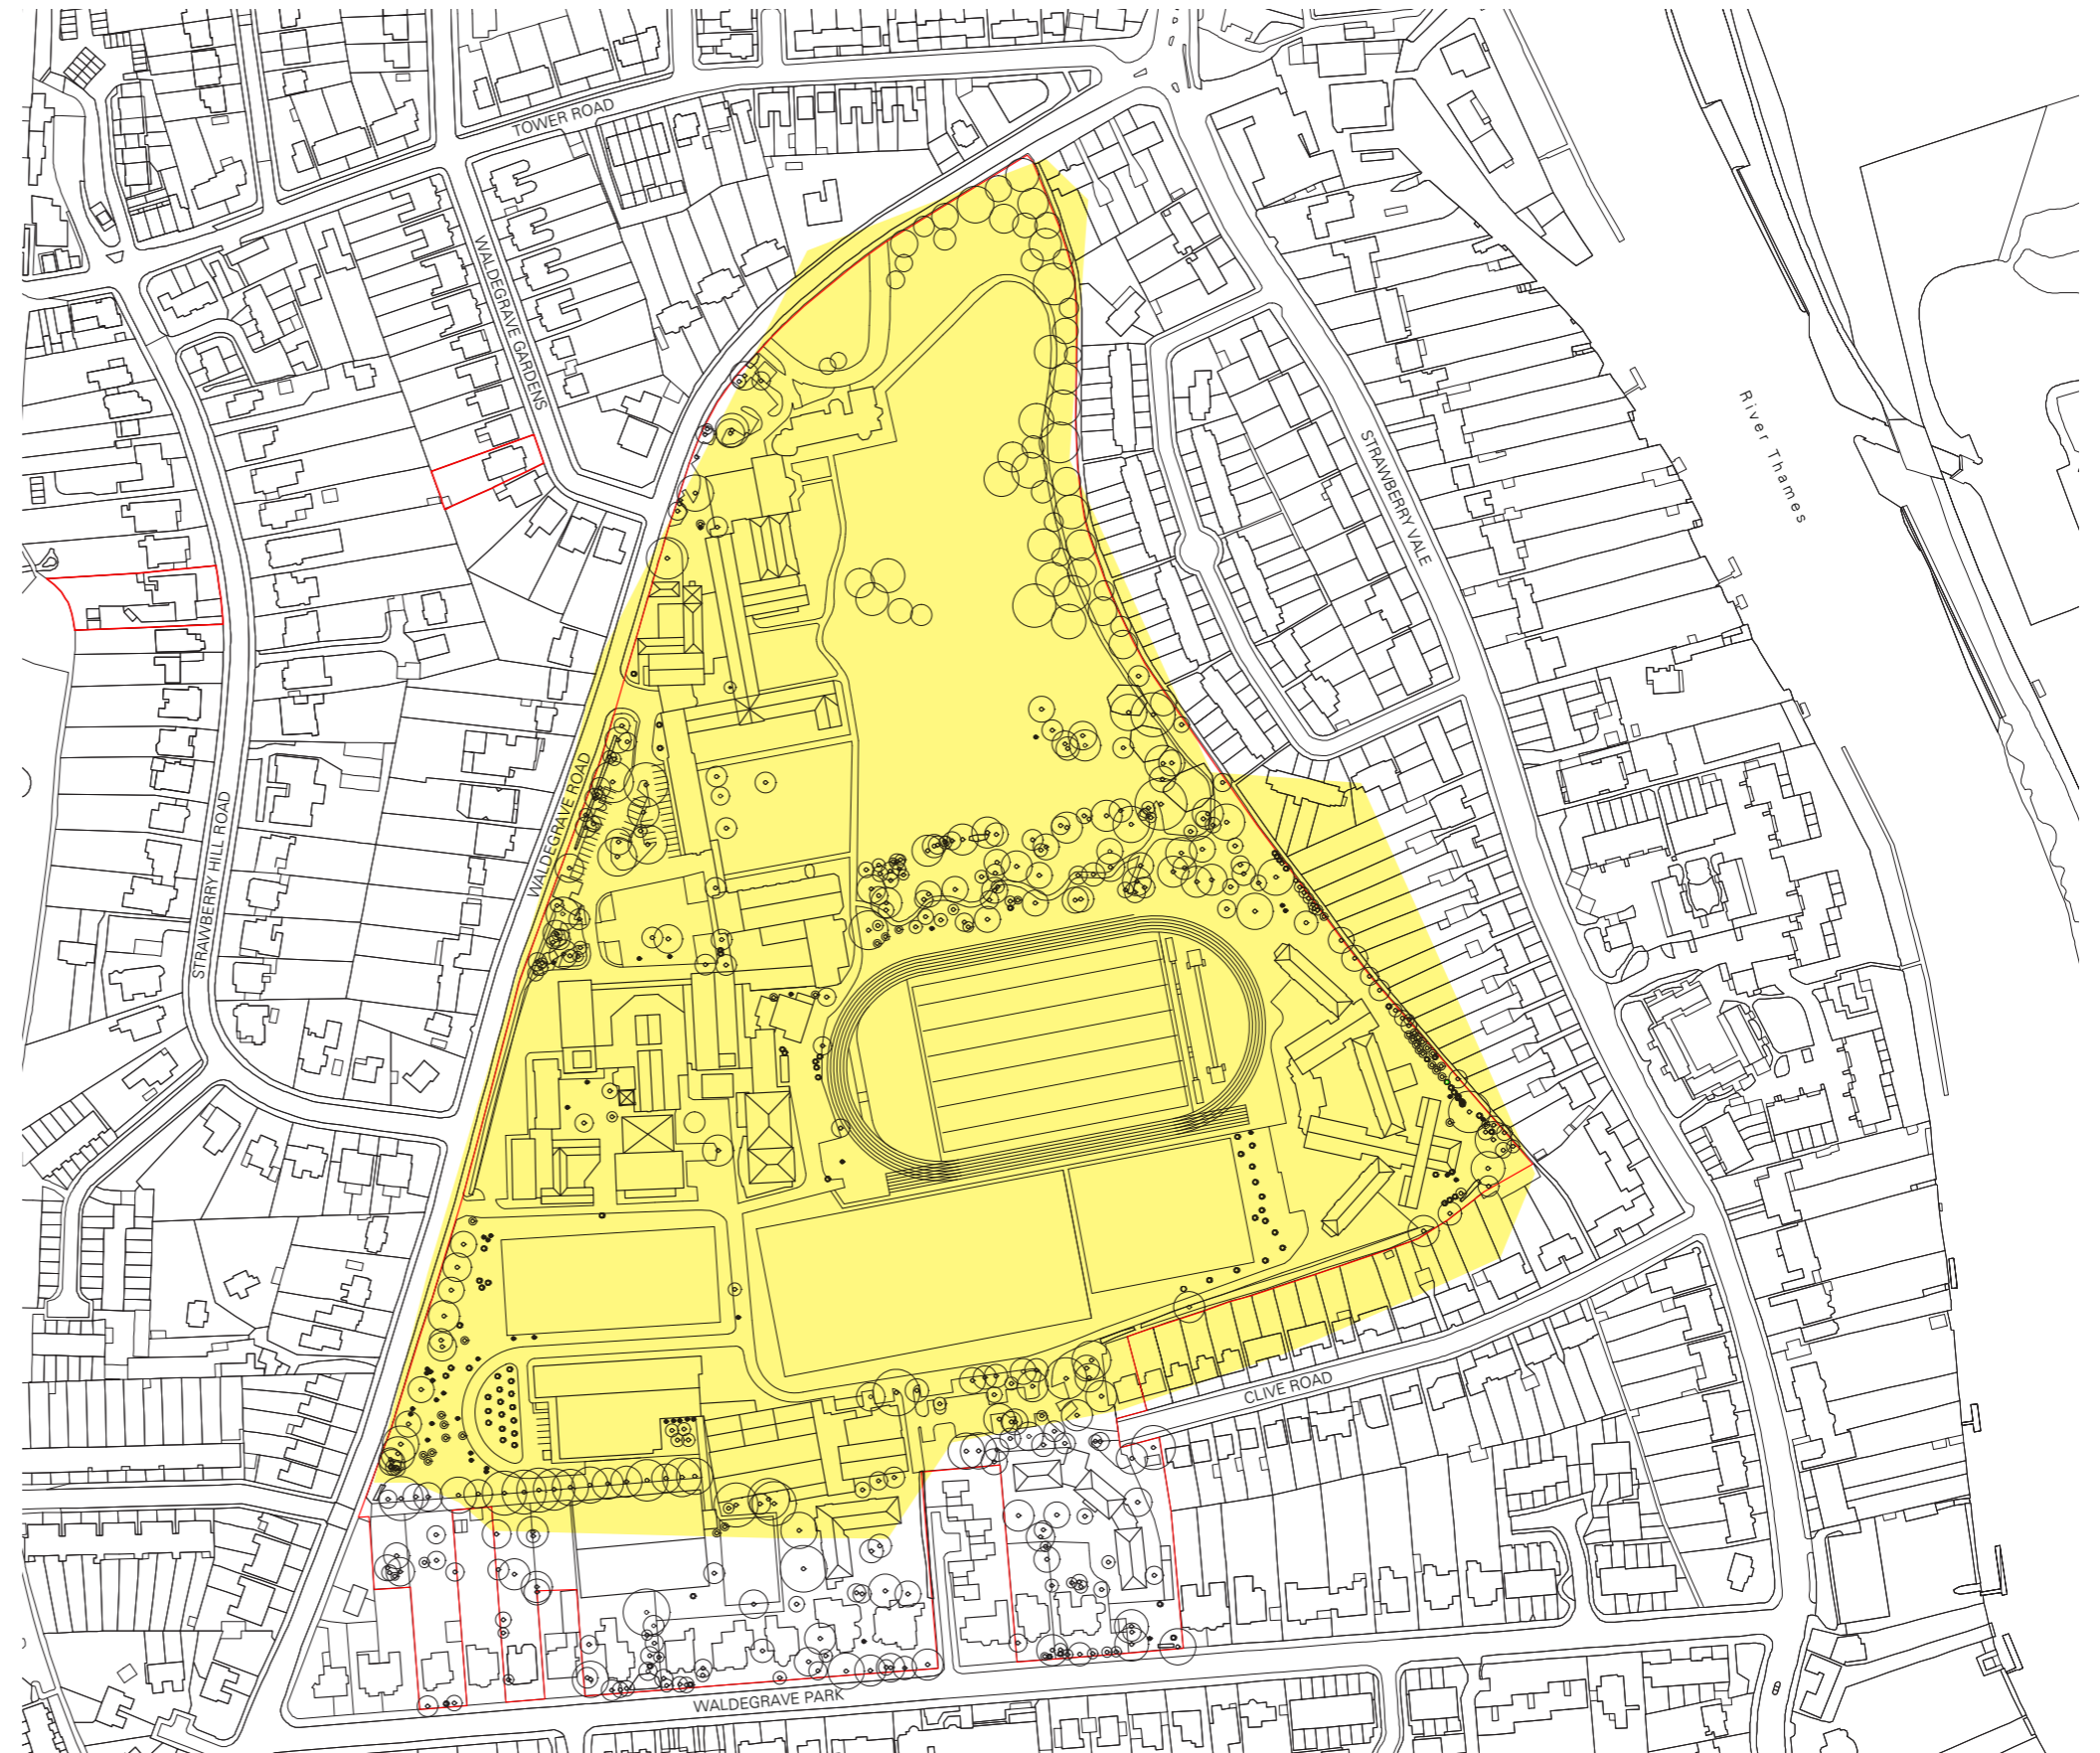 TOWER ROAD
WALDEGRAVE GARDENS
River Thames
STRAWBERRY VALE
WALDEGRAVE ROAD
STRAWBERRY HILL ROAD
CLIVE ROAD
WALDEGRAVE PARK